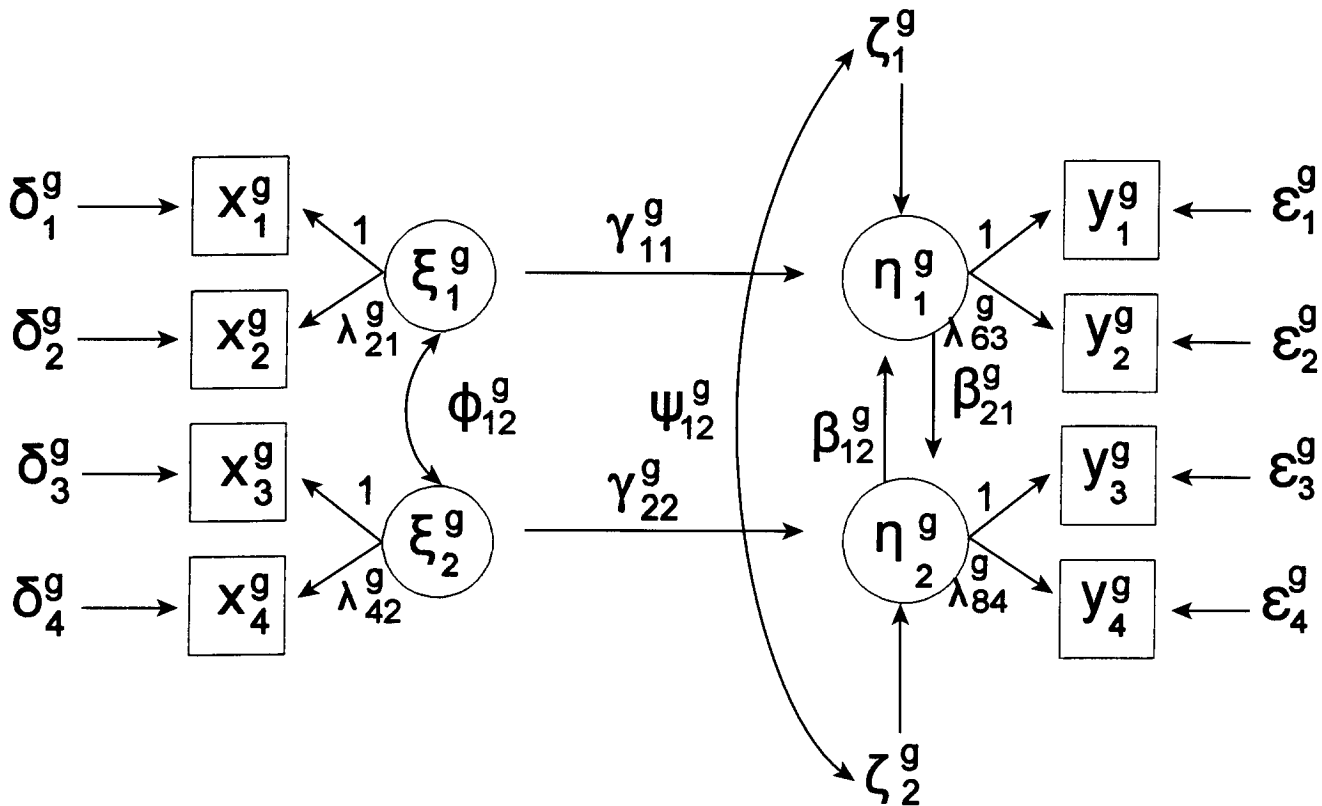 ζ₁ᵍ
δ₁ᵍ x₁ᵍ 1 ξ₁ᵍ γ₁₁ᵍ η₁ᵍ 1 y₁ᵍ ε₁ᵍ
δ₂ᵍ x₂ᵍ λ₂₁ᵍ λ₆₃ᵍ y₂ᵍ ε₂ᵍ
ϕ₁₂ᵍ ψ₁₂ᵍ β₁₂ᵍ β₂₁ᵍ
δ₃ᵍ x₃ᵍ 1 ξ₂ᵍ γ₂₂ᵍ η₂ᵍ 1 y₃ᵍ ε₃ᵍ
δ₄ᵍ x₄ᵍ λ₄₂ᵍ λ₈₄ᵍ y₄ᵍ ε₄ᵍ
ζ₂ᵍ